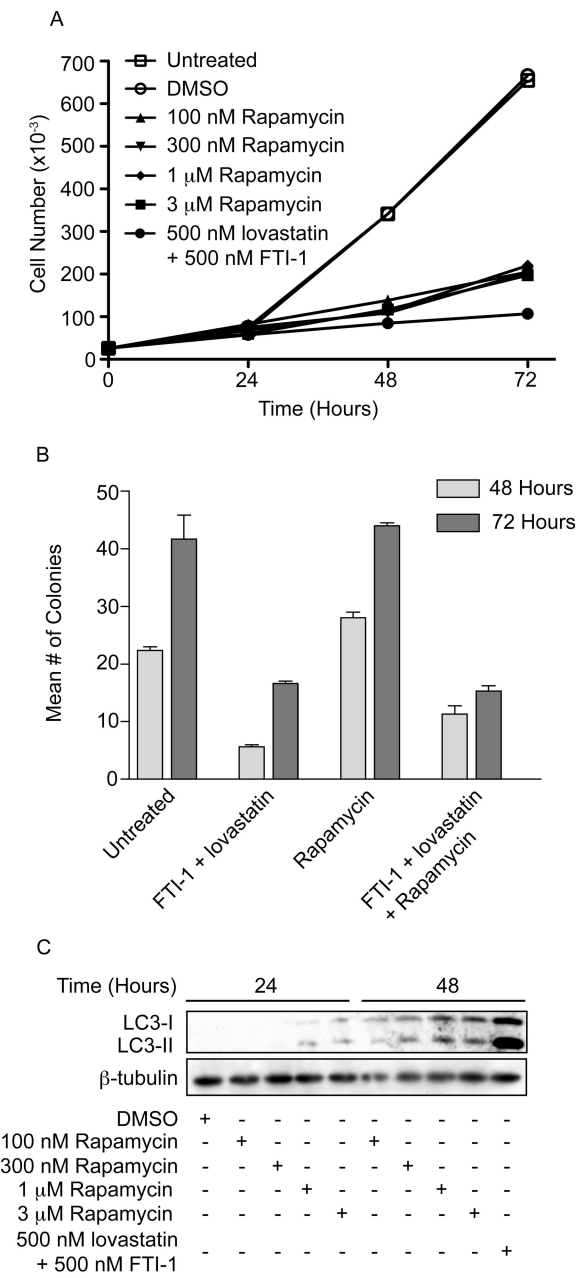 A
700
600
500
400
300
200
100
0
Cell Number (x10-3)
Untreated
DMSO
100 nM Rapamycin
300 nM Rapamycin
1 μM Rapamycin
3 μM Rapamycin
500 nM lovastatin
+ 500 nM FTI-1
0 24 48 72
Time (Hours)
B
48 Hours
72 Hours
50
40
30
20
10
0
Mean # of Colonies
Untreated
FTI-1 + lovastatin
Rapamycin
FTI-1 + lovastatin
+ Rapamycin
C
Time (Hours) 24 48
LC3-I
LC3-II
β-tubulin
DMSO + - - - - - - - - -
100 nM Rapamycin - + - - - + - - - -
300 nM Rapamycin - - + - - - + - - -
1 μM Rapamycin - - - + - - - + - -
3 μM Rapamycin - - - - + - - - + -
500 nM lovastatin
+ 500 nM FTI-1 - - - - - - - - - +